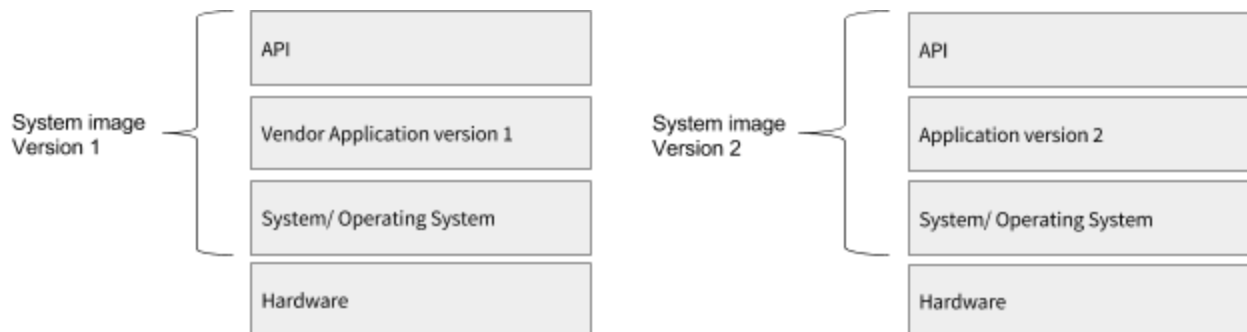 API
Vendor Application version 1
System/ Operating System
Hardware
System image
Version 1
API
Application version 2
System/ Operating System
Hardware
System image
Version 2